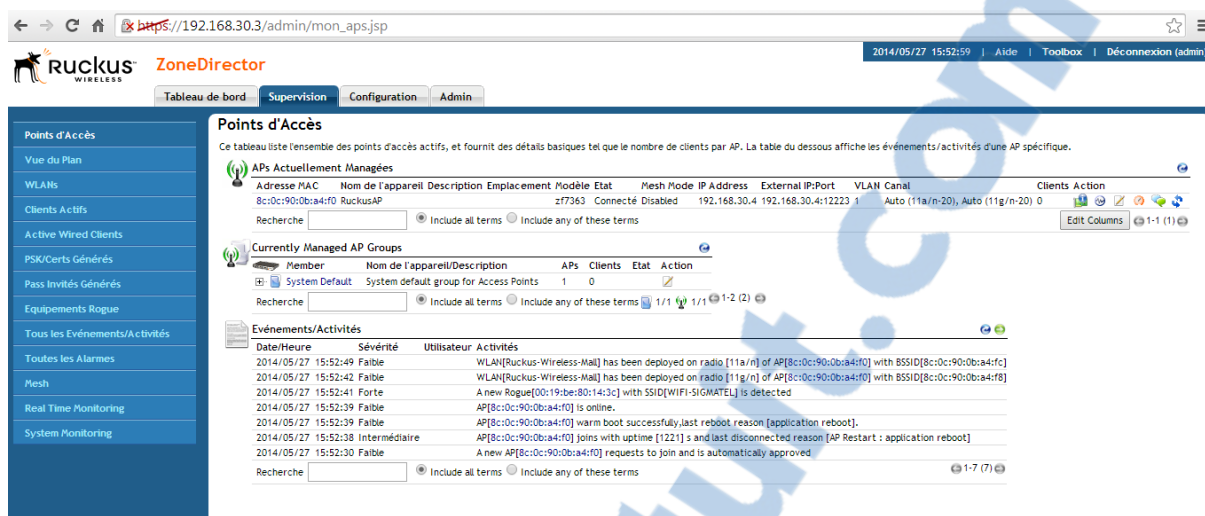 https://192.168.30.3/admin/mon_aps.jsp
2014/05/27 15:52:59 | Aide | Toolbox | Déconnexion (admin)
RUCKUS WIRELESS ZoneDirector
Tableau de bord Supervision Configuration Admin
Points d'Accès
Vue du Plan
WLANs
Clients Actifs
Active Wired Clients
PSK/Certs Générés
Pass Invités Générés
Equipements Rogue
Tous les Evénements/Activités
Toutes les Alarmes
Mesh
Real Time Monitoring
System Monitoring
Points d'Accès
Ce tableau liste l'ensemble des points d'accès actifs, et fournit des détails basiques tel que le nombre de clients par AP. La table du dessous affiche les événements/activités d'une AP spécifique.
APs Actuellement Managées
Adresse MAC Nom de l'appareil Description Emplacement Modèle Etat Mesh Mode IP Address External IP:Port VLAN Canal Clients Action
8c:0c:90:0b:a4:f0 RuckusAP zf7363 Connecté Disabled 192.168.30.4 192.168.30.4:12223 1 Auto (11a/n-20), Auto (11g/n-20) 0
Recherche Include all terms Include any of these terms Edit Columns 1-1 (1)
Currently Managed AP Groups
Member Nom de l'appareil/Description APs Clients Etat Action
System Default System default group for Access Points 1 0
Recherche Include all terms Include any of these terms 1/1 1/1 1-2 (2)
Evénements/Activités
Date/Heure Sévérité Utilisateur Activités
2014/05/27 15:52:49 Faible WLAN[Ruckus-Wireless-Mall] has been deployed on radio [11a/n] of AP[8c:0c:90:0b:a4:f0] with BSSID[8c:0c:90:0b:a4:fc]
2014/05/27 15:52:42 Faible WLAN[Ruckus-Wireless-Mall] has been deployed on radio [11g/n] of AP[8c:0c:90:0b:a4:f0] with BSSID[8c:0c:90:0b:a4:f8]
2014/05/27 15:52:41 Forte A new Rogue[00:19:be:80:14:3c] with SSID[WIFI-SIGMATEL] is detected
2014/05/27 15:52:39 Faible AP[8c:0c:90:0b:a4:f0] is online.
2014/05/27 15:52:39 Faible AP[8c:0c:90:0b:a4:f0] warm boot successfully,last reboot reason [application reboot].
2014/05/27 15:52:38 Intermédiaire AP[8c:0c:90:0b:a4:f0] joins with uptime [1221] s and last disconnected reason [AP Restart : application reboot]
2014/05/27 15:52:30 Faible A new AP[8c:0c:90:0b:a4:f0] requests to join and is automatically approved
Recherche Include all terms Include any of these terms 1-7 (7)